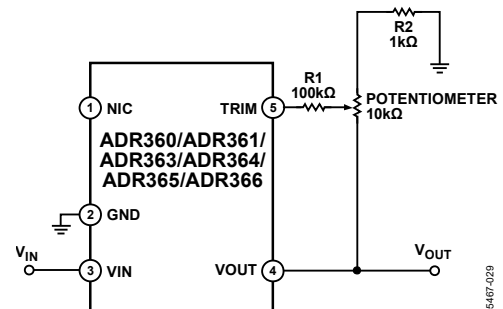 R2
1kΩ
R1
100kΩ
POTENTIOMETER
10kΩ
1 NIC
TRIM 5
ADR360/ADR361/
ADR363/ADR364/
ADR365/ADR366
2 GND
VIN
3 VIN
VOUT 4
VOUT
5467-029